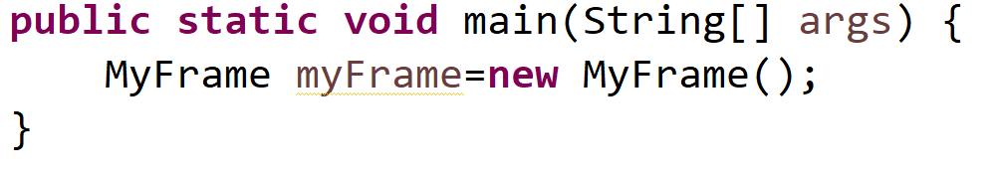 public static void main(String[] args) {
    MyFrame myFrame=new MyFrame();
}